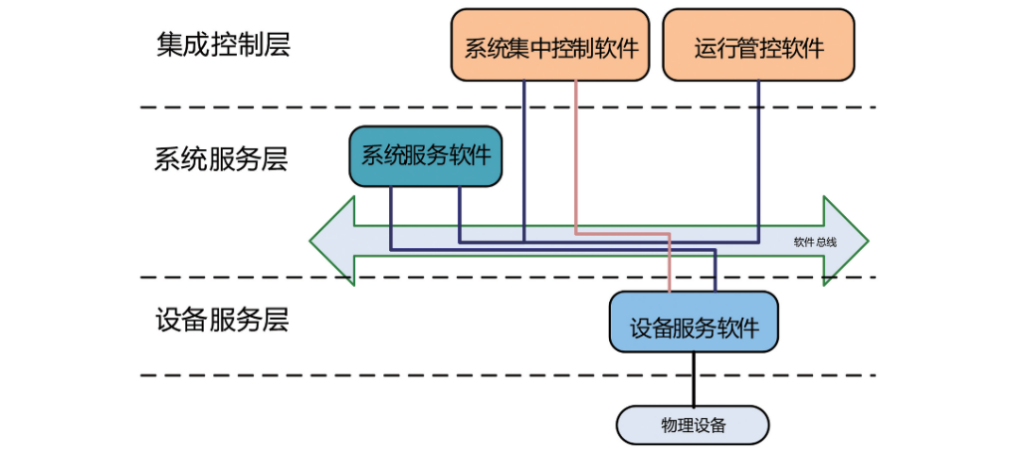 集成控制层
系统集中控制软件
运行管控软件
系统服务层
系统服务软件
软件总线
设备服务层
设备服务软件
物理设备